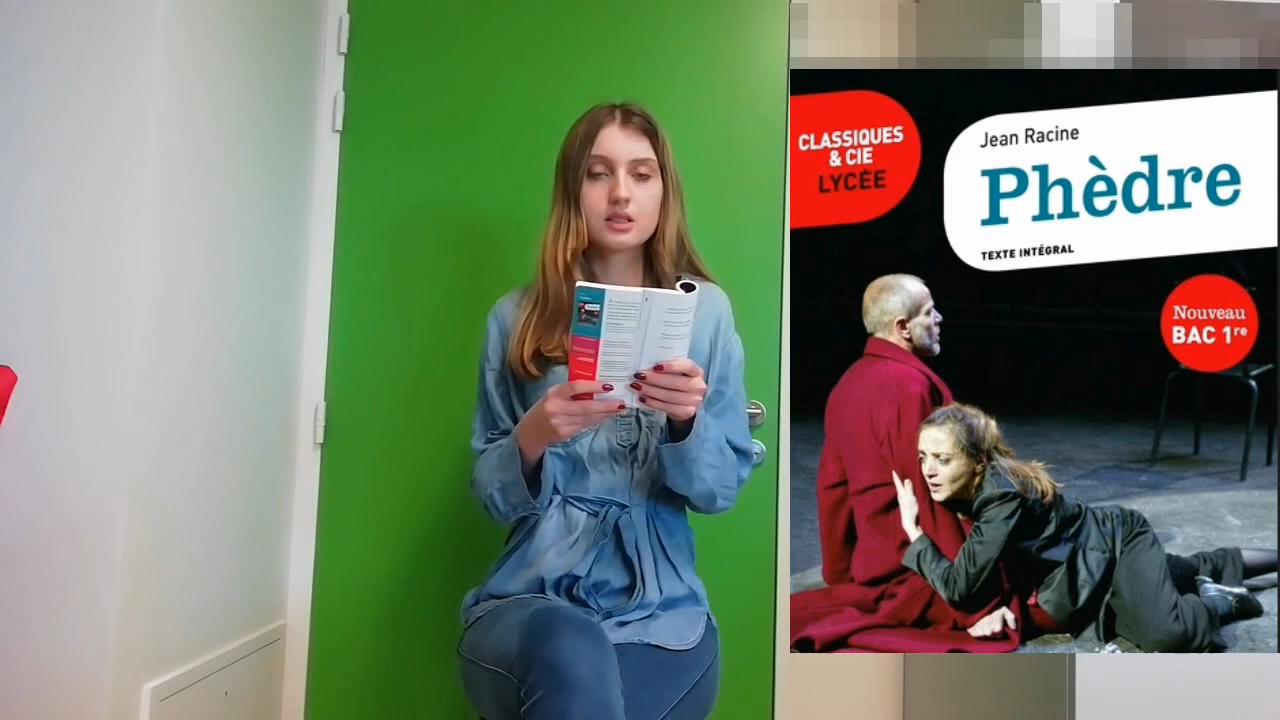 CLASSIQUES
& CIE
LYCÉE
Jean Racine
Phèdre
TEXTE INTÉGRAL
Nouveau
BAC 1re